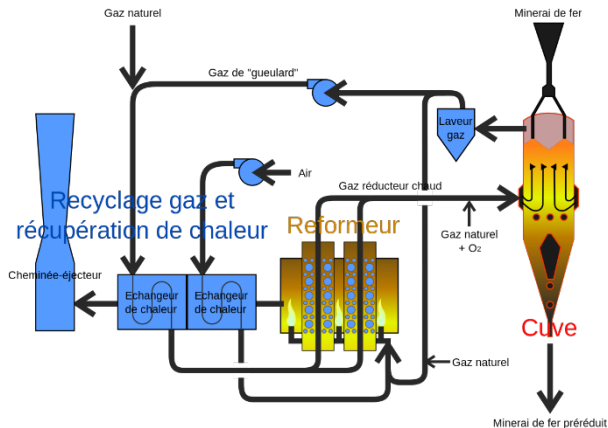 Gaz naturel
Minerai de fer
Gaz de "gueulard"
Laveur
gaz
Air
Gaz réducteur chaud
Recyclage gaz et
récupération de chaleur
Reformeur
Gaz naturel
+ O₂
Cheminée-éjecteur
Echangeur
de chaleur
Echangeur
de chaleur
Cuve
Gaz naturel
Minerai de fer préréduit